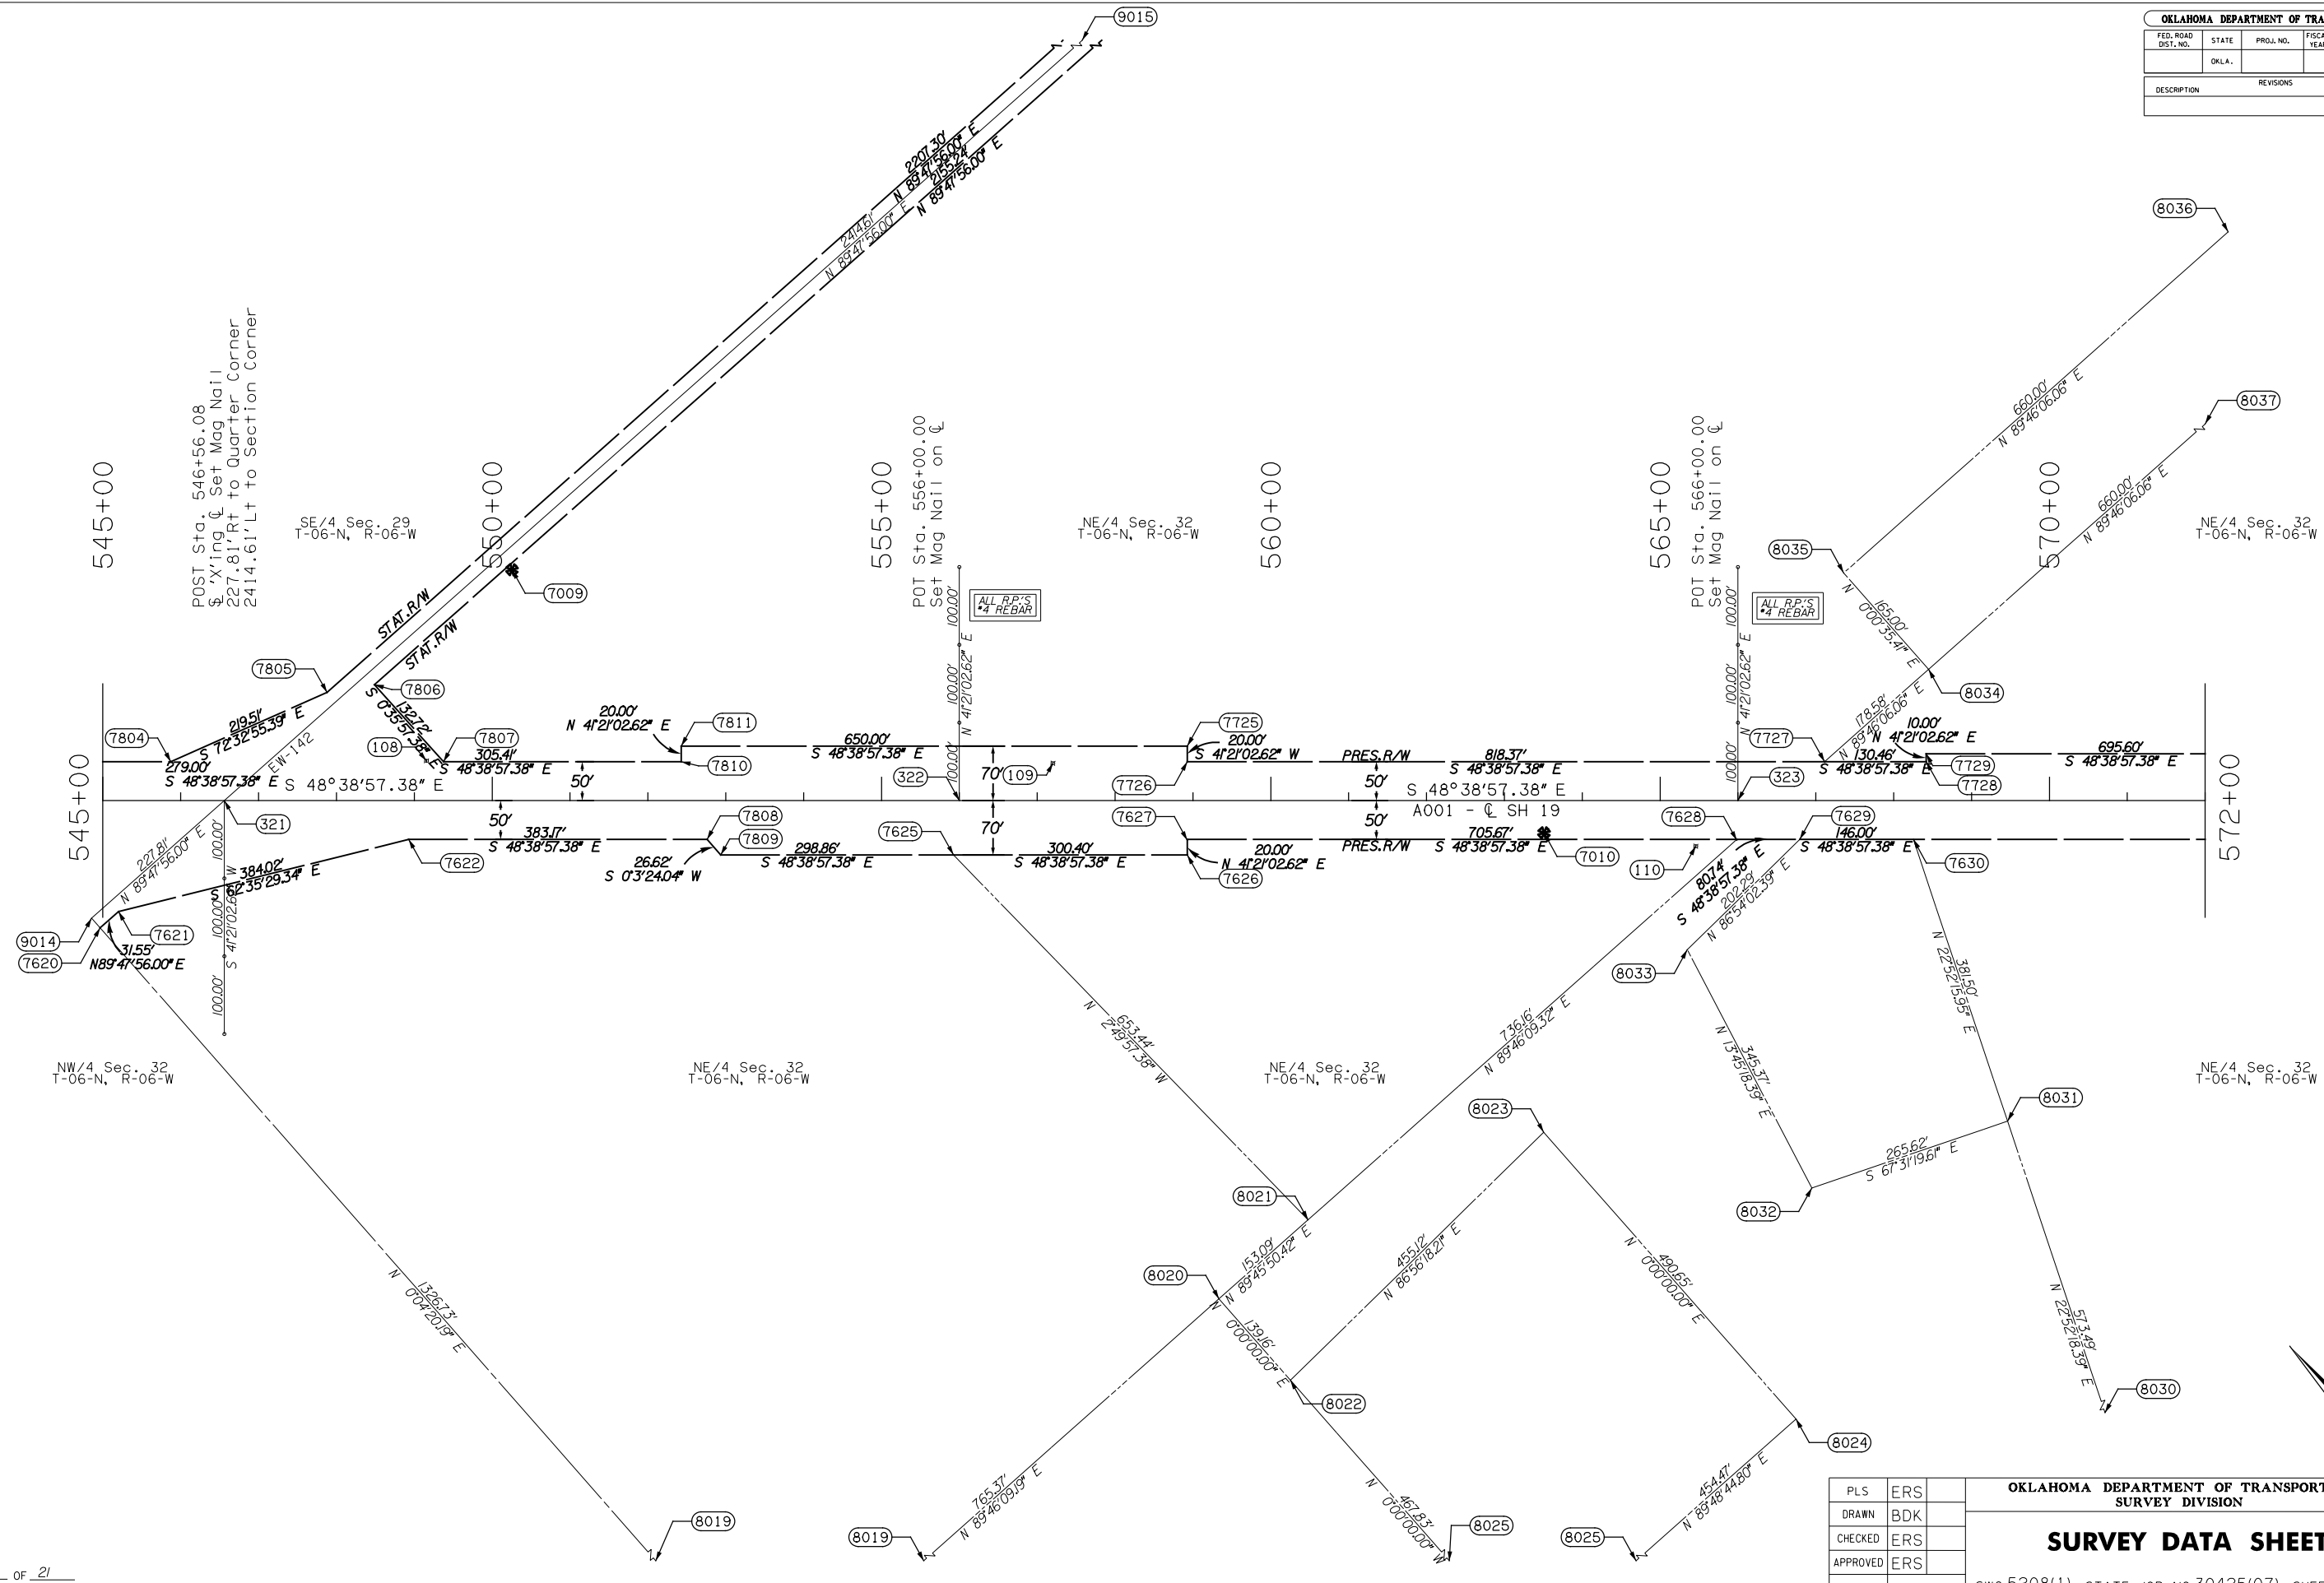 9015
OKLAHOMA DEPARTMENT OF TRA
FED. ROAD DIST. NO.
STATE
PROJ. NO.
FISCA
YEAR
OKLA.
REVISIONS
DESCRIPTION
2207.30'
N 89°47'56.00" E
2155.24'
N 89°47'56.00" E
2414.61'
N 89°47'56.00" E
8036
660.00'
N 89°46'06.06" E
8037
660.00'
N 89°46'06.06" E
545+00
POST Sta. 546+56.08
℄ 'X'ing ℄ Set Mag Nail
227.81'Rt to Quarter Corner
2414.61'Lt to Section Corner
SE/4 Sec. 29
T-06-N, R-06-W
550+00
7009
555+00
POT Sta. 556+00.00
Set Mag Nail on ℄
NE/4 Sec. 32
T-06-N, R-06-W
560+00
565+00
POT Sta. 566+00.00
Set Mag Nail on ℄
570+00
NE/4 Sec. 32
T-06-N, R-06-W
100.00'
100.00'
N 41°21'02.62" E
100.00'
ALL R.P.'S
#4 REBAR
100.00'
100.00'
N 41°21'02.62" E
100.00'
ALL R.P.'S
#4 REBAR
8035
165.00'
N 0°00'35.41" E
8034
178.58'
N 89°46'06.06" E
STAT. R/W
STAT. R/W
7805
7806
7804
219.51'
S 72°32'55.39" E
279.00'
S 48°38'57.38" E
EW-142
S 48°38'57.38" E
132.72'
S 0°35'57.38" E
108
7807
305.41'
S 48°38'57.38" E
20.00'
N 41°21'02.62" E
7811
7810
50'
650.00'
S 48°38'57.38" E
322
70'
109
7725
20.00'
S 41°21'02.62" W
7726
PRES.R/W
818.37'
S 48°38'57.38" E
50'
S 48°38'57.38" E
A001 - ℄ SH 19
323
7727
130.46'
S 48°38'57.38" E
10.00'
N 41°21'02.62" E
7729
7728
695.60'
S 48°38'57.38" E
545+00
572+00
321
227.81'
N 89°47'56.00" E
100.00'
100.00'
S 41°21'02.62" W
100.00'
384.02'
S 62°35'29.34" E
7622
50'
383.17'
S 48°38'57.38" E
7808
7809
26.62'
S 0°3'24.04" W
298.86'
S 48°38'57.38" E
7625
70'
300.40'
S 48°38'57.38" E
7627
20.00'
N 41°21'02.62" E
7626
50'
PRES.R/W
705.67'
S 48°38'57.38" E
7010
110
7628
7629
80.74'
S 48°38'57.38" E
146.00'
S 48°38'57.38" E
7630
202.29'
N 86°54'02.39" E
8033
9014
7620
7621
31.55'
N89°47'56.00"E
NW/4 Sec. 32
T-06-N, R-06-W
NE/4 Sec. 32
T-06-N, R-06-W
NE/4 Sec. 32
T-06-N, R-06-W
NE/4 Sec. 32
T-06-N, R-06-W
653.44'
N 2°49'57.38" W
736.16'
N 89°46'09.32" E
345.37'
N 13°45'18.39" E
381.50'
N 22°52'15.95" E
8031
265.62'
S 67°31'19.61" E
8032
8023
8021
153.09'
N 89°45'50.42" E
8020
455.12'
N 86°56'18.21" E
490.65'
N 0°00'00.00" E
139.16'
N 0°00'00.00" E
8022
573.49'
N 22°52'18.39" E
8030
1326.73'
N 0°04'20.19" E
8019
765.37'
N 89°46'09.19" E
8019
467.83'
N 0°00'00.00" W
8025
454.47'
N 89°48'44.80" E
8025
8024
PLS ERS
DRAWN BDK
CHECKED ERS
APPROVED ERS
OKLAHOMA DEPARTMENT OF TRANSPORT
SURVEY DIVISION
SURVEY DATA SHEET
OF 21